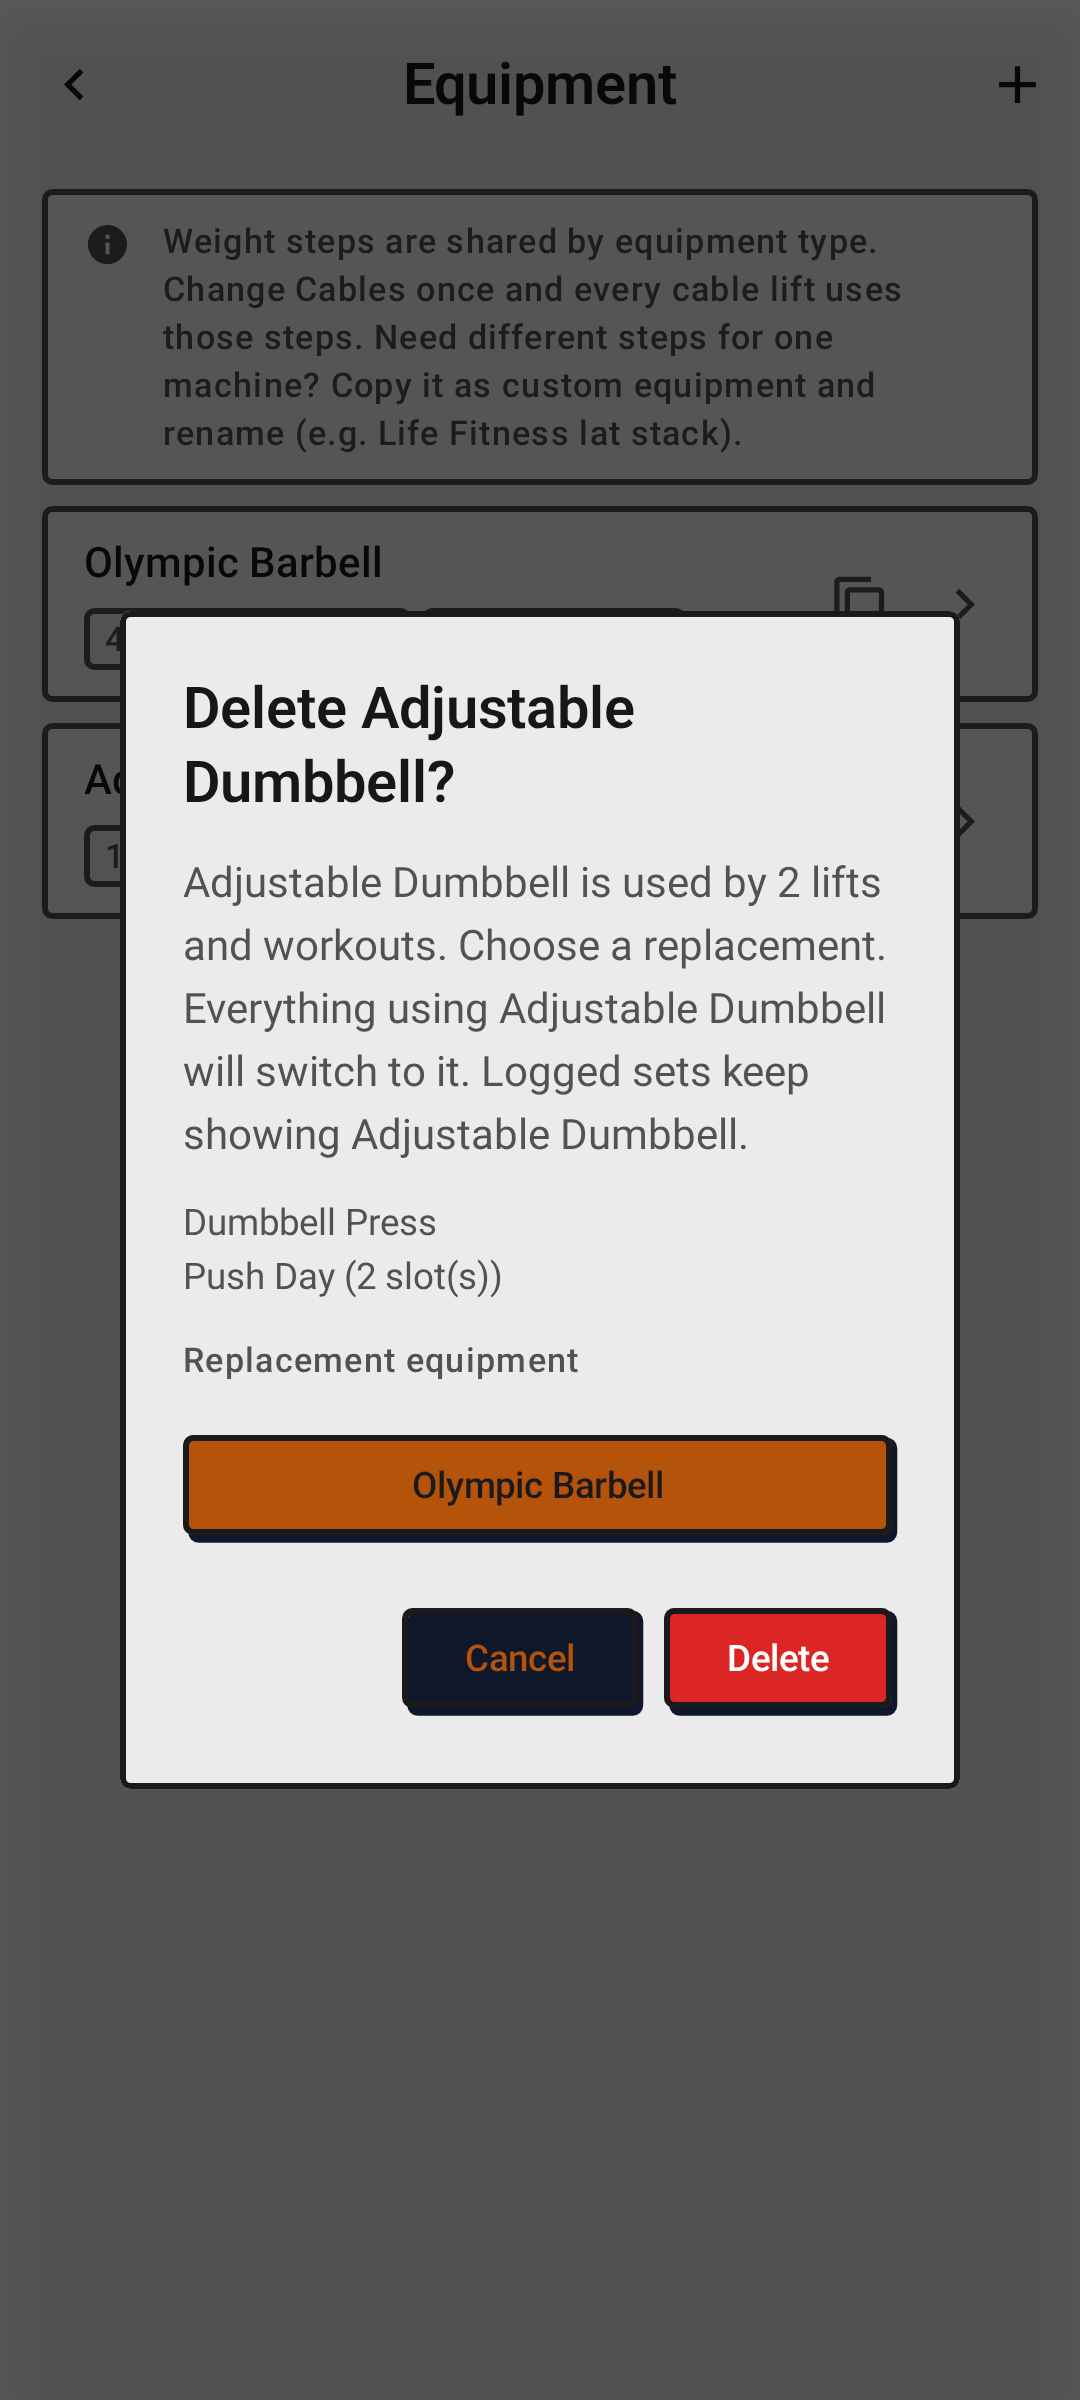 Equipment
Weight steps are shared by equipment type.
Change Cables once and every cable lift uses
those steps. Need different steps for one
machine? Copy it as custom equipment and
rename (e.g. Life Fitness lat stack).
Olympic Barbell
Delete Adjustable
Dumbbell?
Adjustable Dumbbell is used by 2 lifts
and workouts. Choose a replacement.
Everything using Adjustable Dumbbell
will switch to it. Logged sets keep
showing Adjustable Dumbbell.
Dumbbell Press
Push Day (2 slot(s))
Replacement equipment
Olympic Barbell
Cancel
Delete